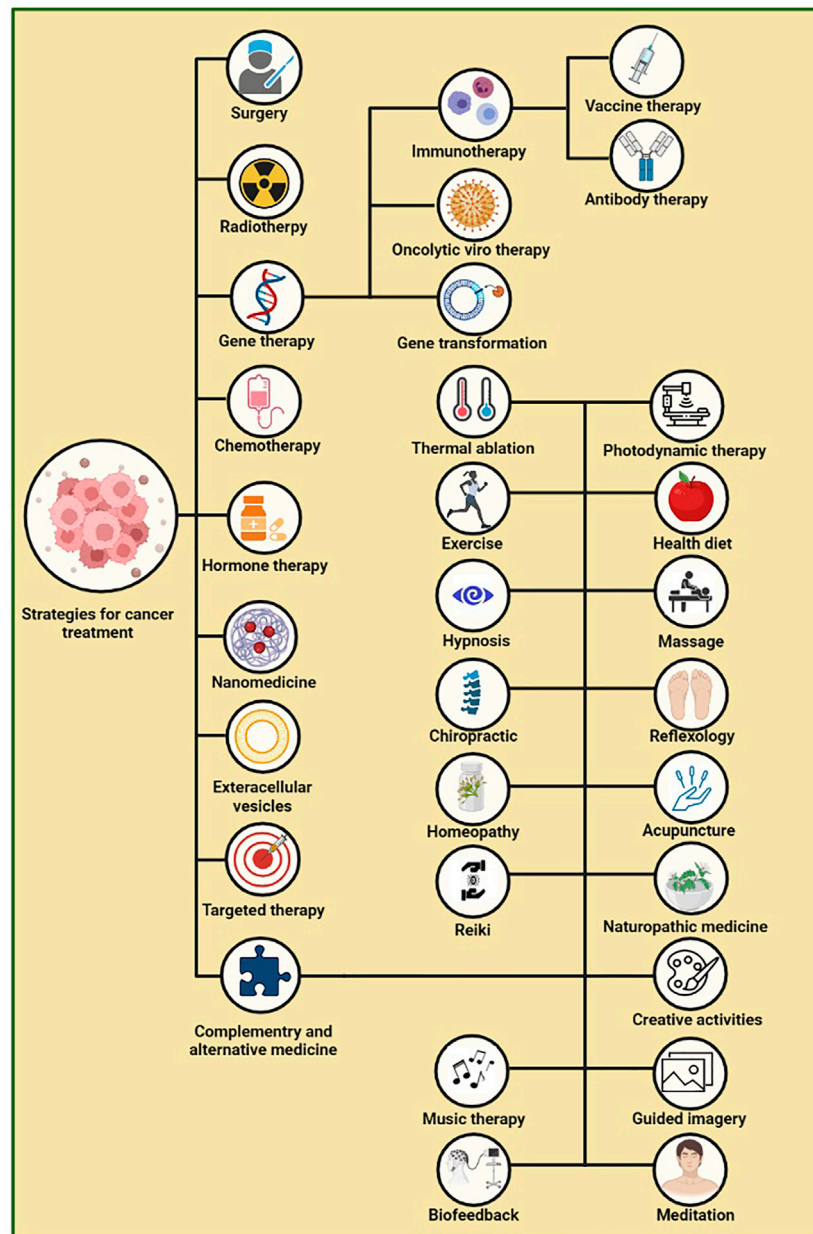 Surgery
Radiotherpy
Gene therapy
Chemotherapy
Strategies for cancer
treatment
Hormone therapy
Nanomedicine
Exteracellular
vesicles
Targeted therapy
Complementry and
alternative medicine
Immunotherapy
Vaccine therapy
Antibody therapy
Oncolytic viro therapy
Gene transformation
Thermal ablation
Photodynamic therapy
Exercise
Health diet
Hypnosis
Massage
Chiropractic
Reflexology
Homeopathy
Acupuncture
Reiki
Naturopathic medicine
Creative activities
Music therapy
Guided imagery
Biofeedback
Meditation